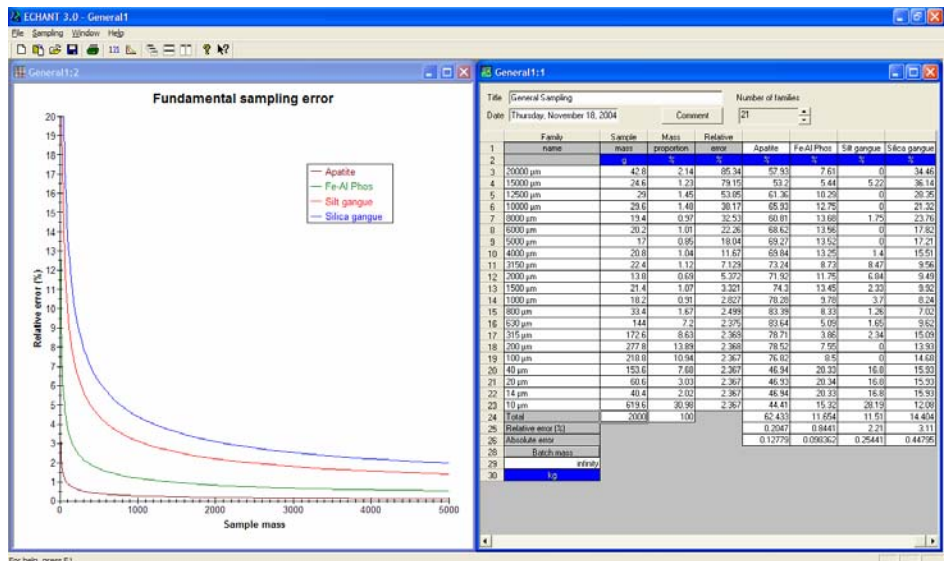 ECHANT 3.0 - General1
File Sampling Window Help
123
General1:2
Fundamental sampling error
20
19
18
17
16
15
14
13
12
11
10
9
8
7
6
5
4
3
2
1
0
Relative error (%)
Apatite
Fe-Al Phos
Silt gangue
Silica gangue
0 1000 2000 3000 4000 5000
Sample mass
General1:1
Title General Sampling Number of families
Date Thursday, November 18, 2004 Comment 21
Family Sample Mass Relative
1 name mass proportion error Apatite Fe-Al Phos Silt gangue Silica gangue
2 g % % % % % %
3 20000 µm 42.8 2.14 85.34 57.93 7.61 0 34.46
4 15000 µm 24.6 1.23 79.15 53.2 5.44 5.22 36.14
5 12500 µm 29 1.45 53.85 61.36 10.29 0 28.35
6 10000 µm 29.6 1.48 38.17 65.93 12.75 0 21.32
7 8000 µm 19.4 0.97 32.53 60.81 13.68 1.75 23.76
8 6000 µm 20.2 1.01 22.26 68.62 13.56 0 17.82
9 5000 µm 17 0.85 18.04 69.27 13.52 0 17.21
10 4000 µm 20.8 1.04 11.67 69.84 13.25 1.4 15.51
11 3150 µm 22.4 1.12 7.129 73.24 8.73 8.47 9.56
12 2000 µm 13.8 0.69 5.372 71.92 11.75 6.84 9.49
13 1500 µm 21.4 1.07 3.321 74.3 13.45 2.33 9.92
14 1000 µm 18.2 0.91 2.827 78.28 9.78 3.7 8.24
15 800 µm 33.4 1.67 2.499 83.39 8.33 1.26 7.02
16 630 µm 144 7.2 2.375 83.64 5.09 1.65 9.62
17 315 µm 172.6 8.63 2.369 78.71 3.86 2.34 15.09
18 200 µm 277.8 13.89 2.368 78.52 7.55 0 13.93
19 100 µm 218.8 10.94 2.367 76.82 8.5 0 14.68
20 40 µm 153.6 7.68 2.367 46.94 20.33 16.8 15.93
21 20 µm 60.6 3.03 2.367 46.93 20.34 16.8 15.93
22 14 µm 40.4 2.02 2.367 46.94 20.33 16.8 15.93
23 10 µm 619.6 30.98 2.367 44.41 15.32 28.19 12.08
24 Total 2000 100 62.433 11.654 11.51 14.404
25 Relative error (%) 0.2047 0.8441 2.21 3.11
26 Absolute error 0.12779 0.098362 0.25441 0.44795
28 Batch mass
29 infinity
30 kg
For help, press F1